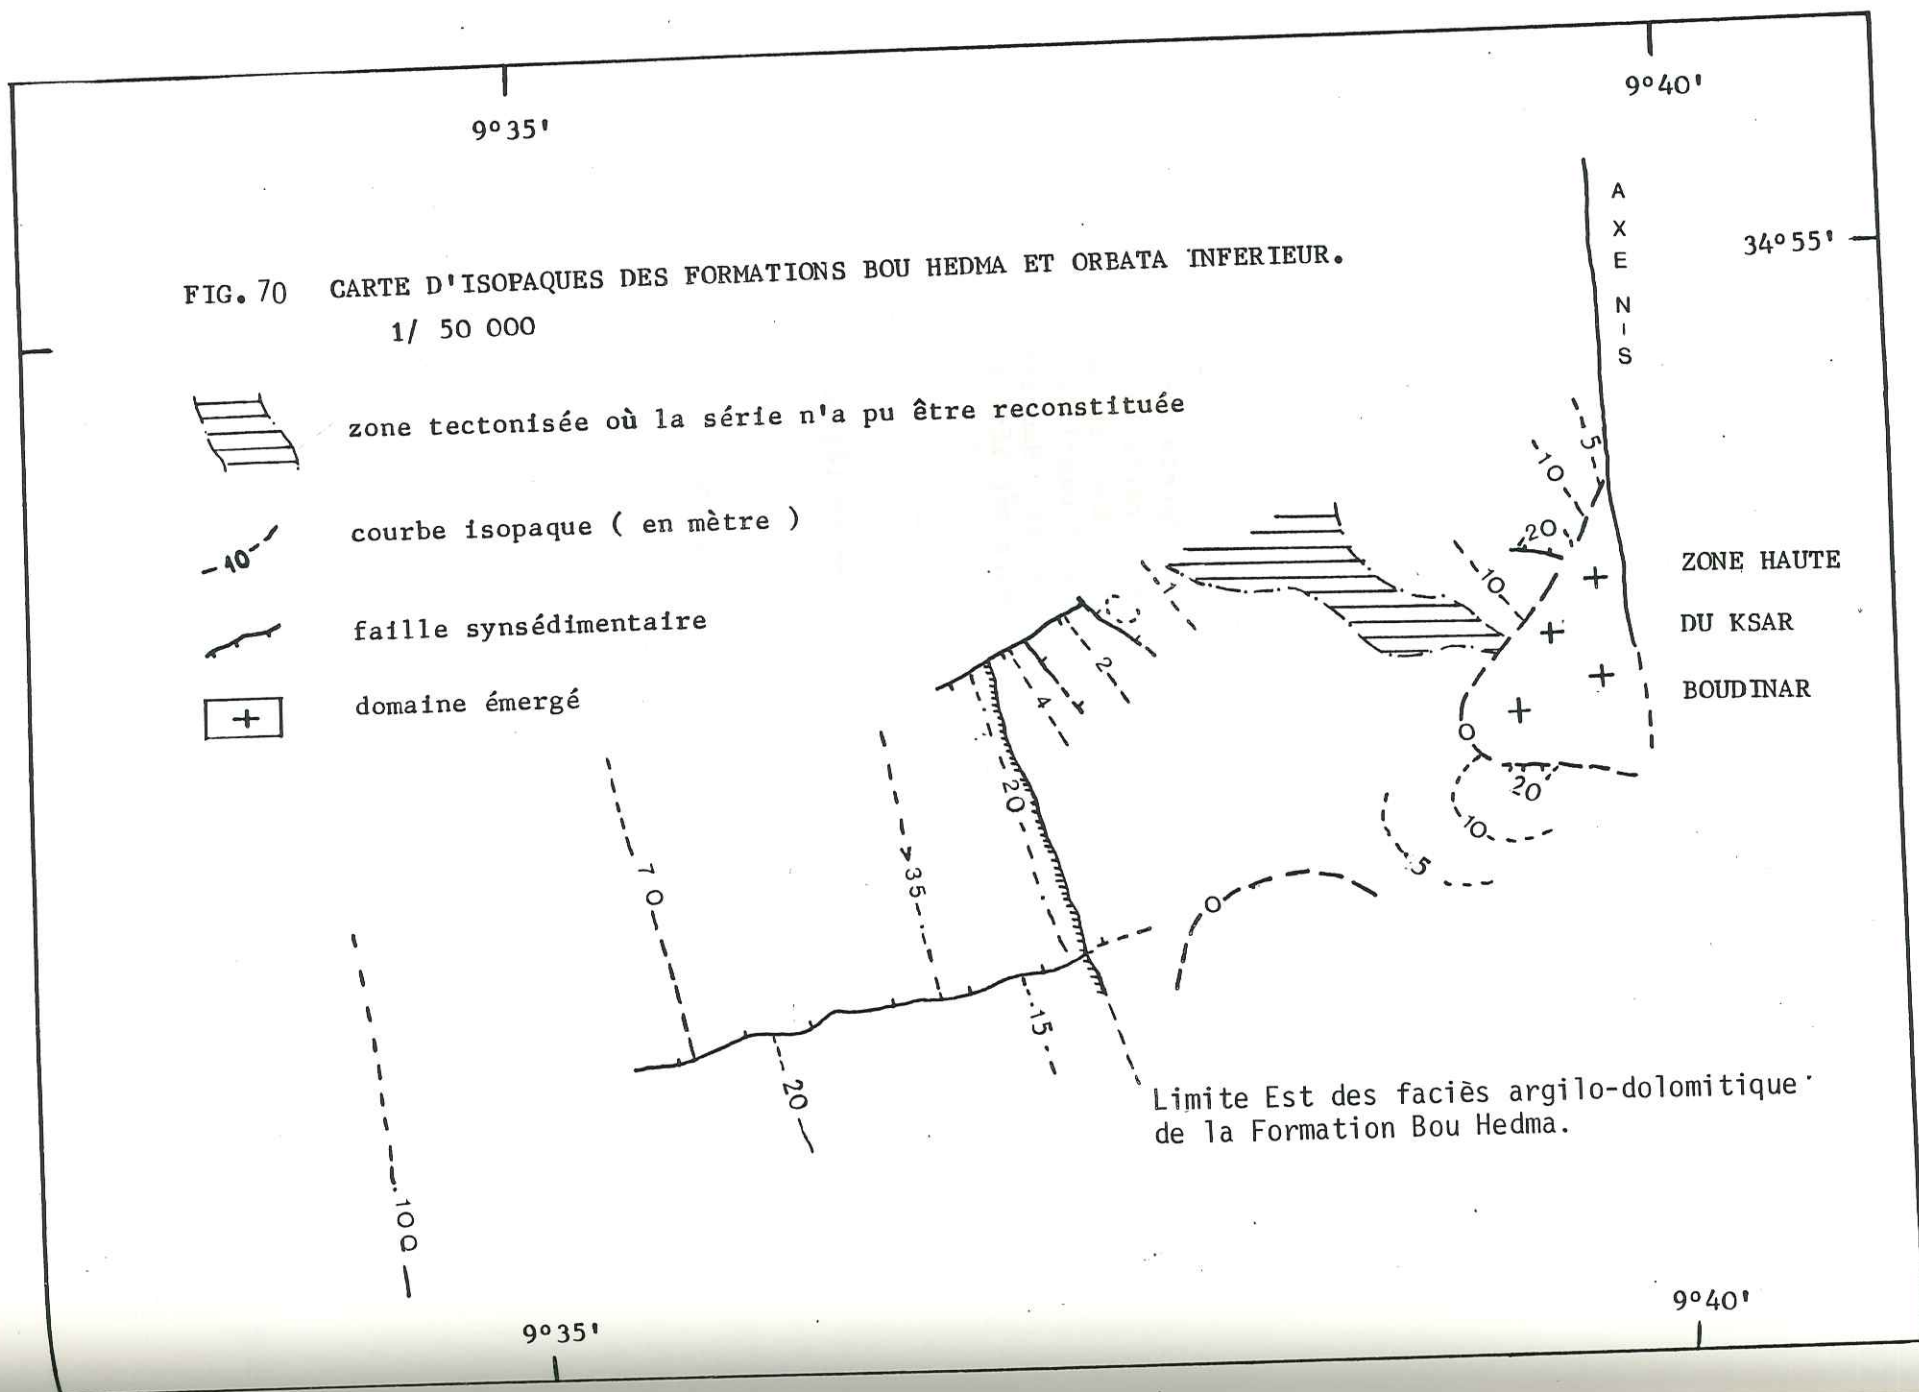 9°35'
9°40'
AXE N-S
34°55'
FIG. 70 CARTE D'ISOPAQUES DES FORMATIONS BOU HEDMA ET ORBATA INFERIEUR.
1/ 50 000
zone tectonisée où la série n'a pu être reconstituée
10
courbe isopaque ( en mètre )
faille synsédimentaire
+
domaine émergé
5
10
20
10
1
2
4
20
ZONE HAUTE
DU KSAR
BOUDINAR
+
+
+
+
0
20
10
5
0
>35
70
100
15
20
Limite Est des faciès argilo-dolomitique
de la Formation Bou Hedma.
9°35'
9°40'